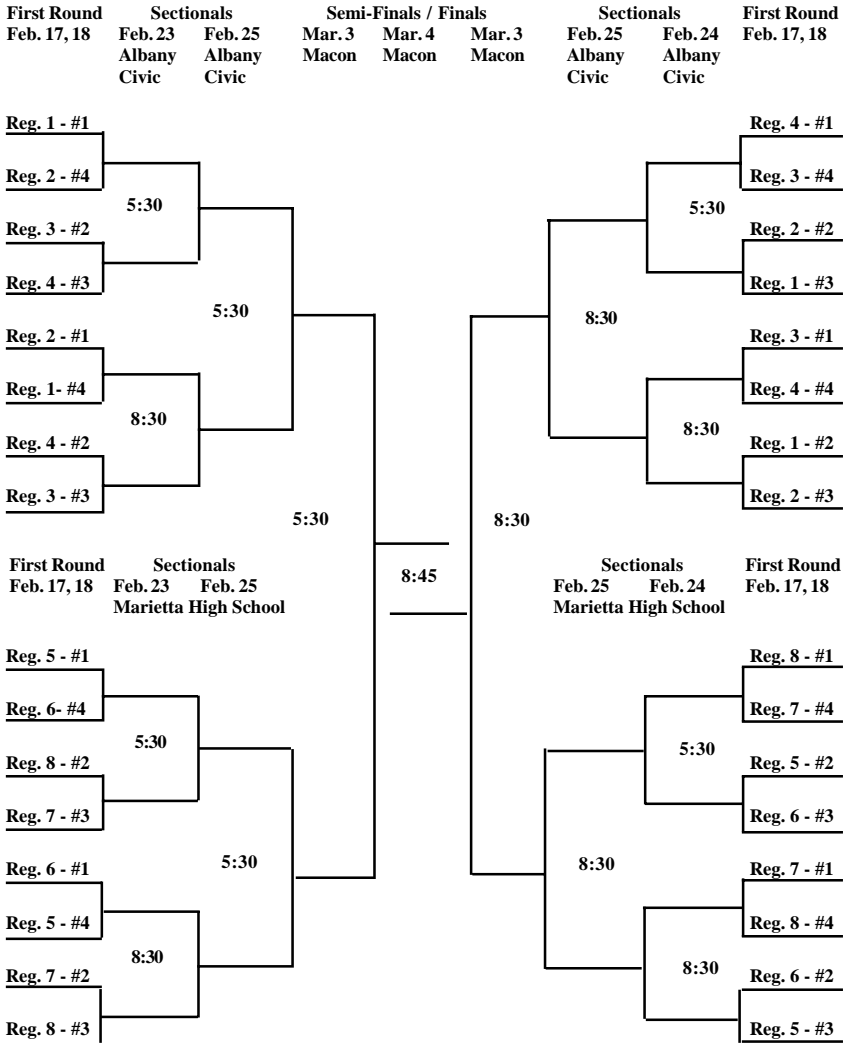 First Round Sectionals Semi-Finals / Finals Sectionals First Round
Feb. 17, 18 Feb. 23 Feb. 25 Mar. 3 Mar. 4 Mar. 3 Feb. 25 Feb. 24 Feb. 17, 18
Albany Albany Macon Macon Macon Albany Albany
Civic Civic Civic Civic
Reg. 1 - #1 Reg. 4 - #1
Reg. 2 - #4 Reg. 3 - #4
5:30 5:30
Reg. 3 - #2 Reg. 2 - #2
Reg. 4 - #3 Reg. 1 - #3
5:30 8:30
Reg. 2 - #1 Reg. 3 - #1
Reg. 1- #4 Reg. 4 - #4
8:30 8:30
Reg. 4 - #2 Reg. 1 - #2
Reg. 3 - #3 Reg. 2 - #3
5:30 8:30
First Round Sectionals Sectionals First Round
8:45
Feb. 17, 18 Feb. 23 Feb. 25 Feb. 25 Feb. 24 Feb. 17, 18
Marietta High School Marietta High School
Reg. 5 - #1 Reg. 8 - #1
Reg. 6- #4 Reg. 7 - #4
5:30 5:30
Reg. 8 - #2 Reg. 5 - #2
Reg. 7 - #3 Reg. 6 - #3
5:30 8:30
Reg. 6 - #1 Reg. 7 - #1
Reg. 5 - #4 Reg. 8 - #4
8:30 8:30
Reg. 7 - #2 Reg. 6 - #2
Reg. 8 - #3 Reg. 5 - #3